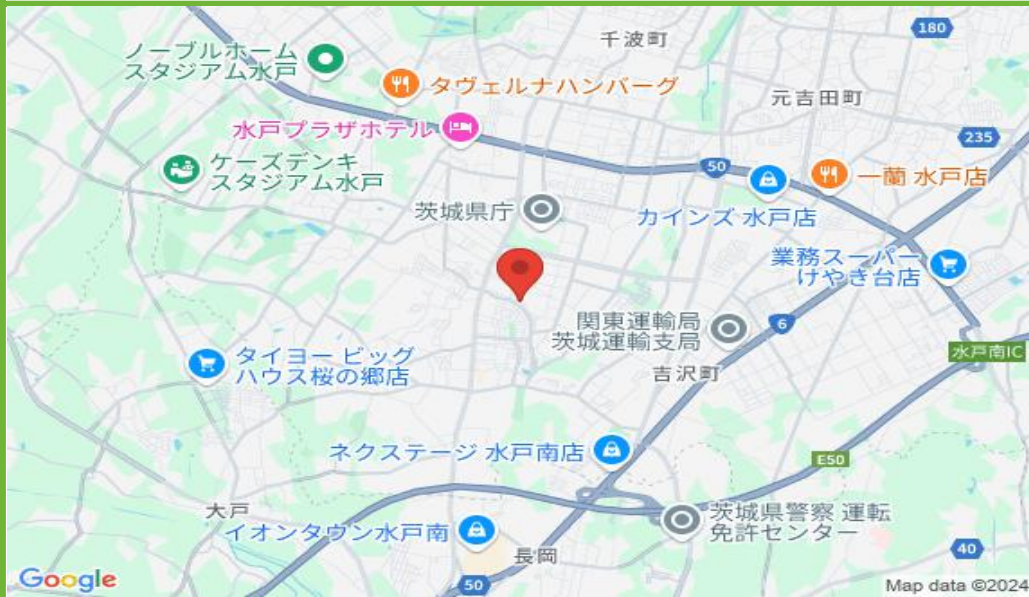 ノーブルホーム
スタジアム水戸
千波町
180
タヴェルナハンバーグ
元吉田町
水戸プラザホテル
235
ケーズデンキ
スタジアム水戸
50
一蘭 水戸店
茨城県庁
カインズ 水戸店
業務スーパー
けやき台店
関東運輸局
茨城運輸支局
6
水戸南IC
タイヨー ビッグ
ハウス桜の郷店
吉沢町
ネクステージ 水戸南店
E50
大戸
イオンタウン水戸南
茨城県警察 運転
免許センター
長岡
40
50
Google
Map data ©2024